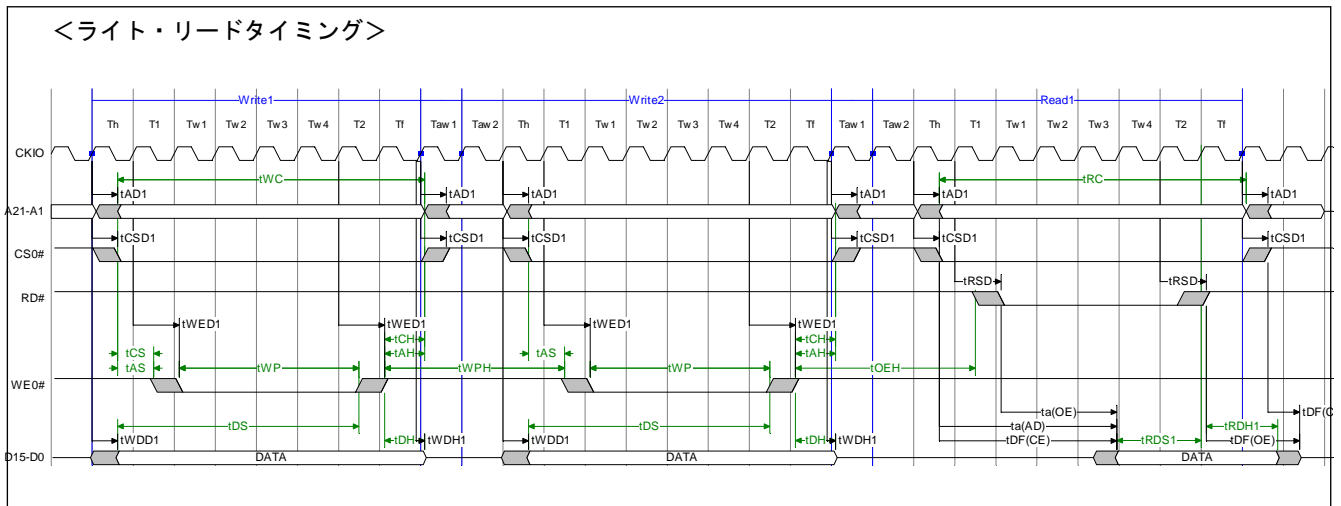 ＜ライト・リードタイミング＞
Write1 Write2 Read1
Th T1 Tw1 Tw2 Tw3 Tw4 T2 Tf Taw1 Taw2 Th T1 Tw1 Tw2 Tw3 Tw4 T2 Tf Taw1 Taw2 Th T1 Tw1 Tw2 Tw3 Tw4 T2 Tf
CKIO
tWC tRC
tAD1 tAD1 tAD1 tAD1 tAD1 tAD1
A21-A1
tCSD1 tCSD1 tCSD1 tCSD1 tCSD1 tCSD1
CS0#
tRSD tRSD
RD#
tWED1 tWED1 tWED1 tWED1
tCH tCH
tCS tAH tAS tAH
tAS tWP tWPH tWP tOEH
WE0#
ta(OE) tDF(C
tDS tDS ta(AD) tRDH1
tWDD1 tDH tWDH1 tWDD1 tDH tWDH1 tDF(CE) tRDS1 tDF(OE)
D15-D0 DATA DATA DATA